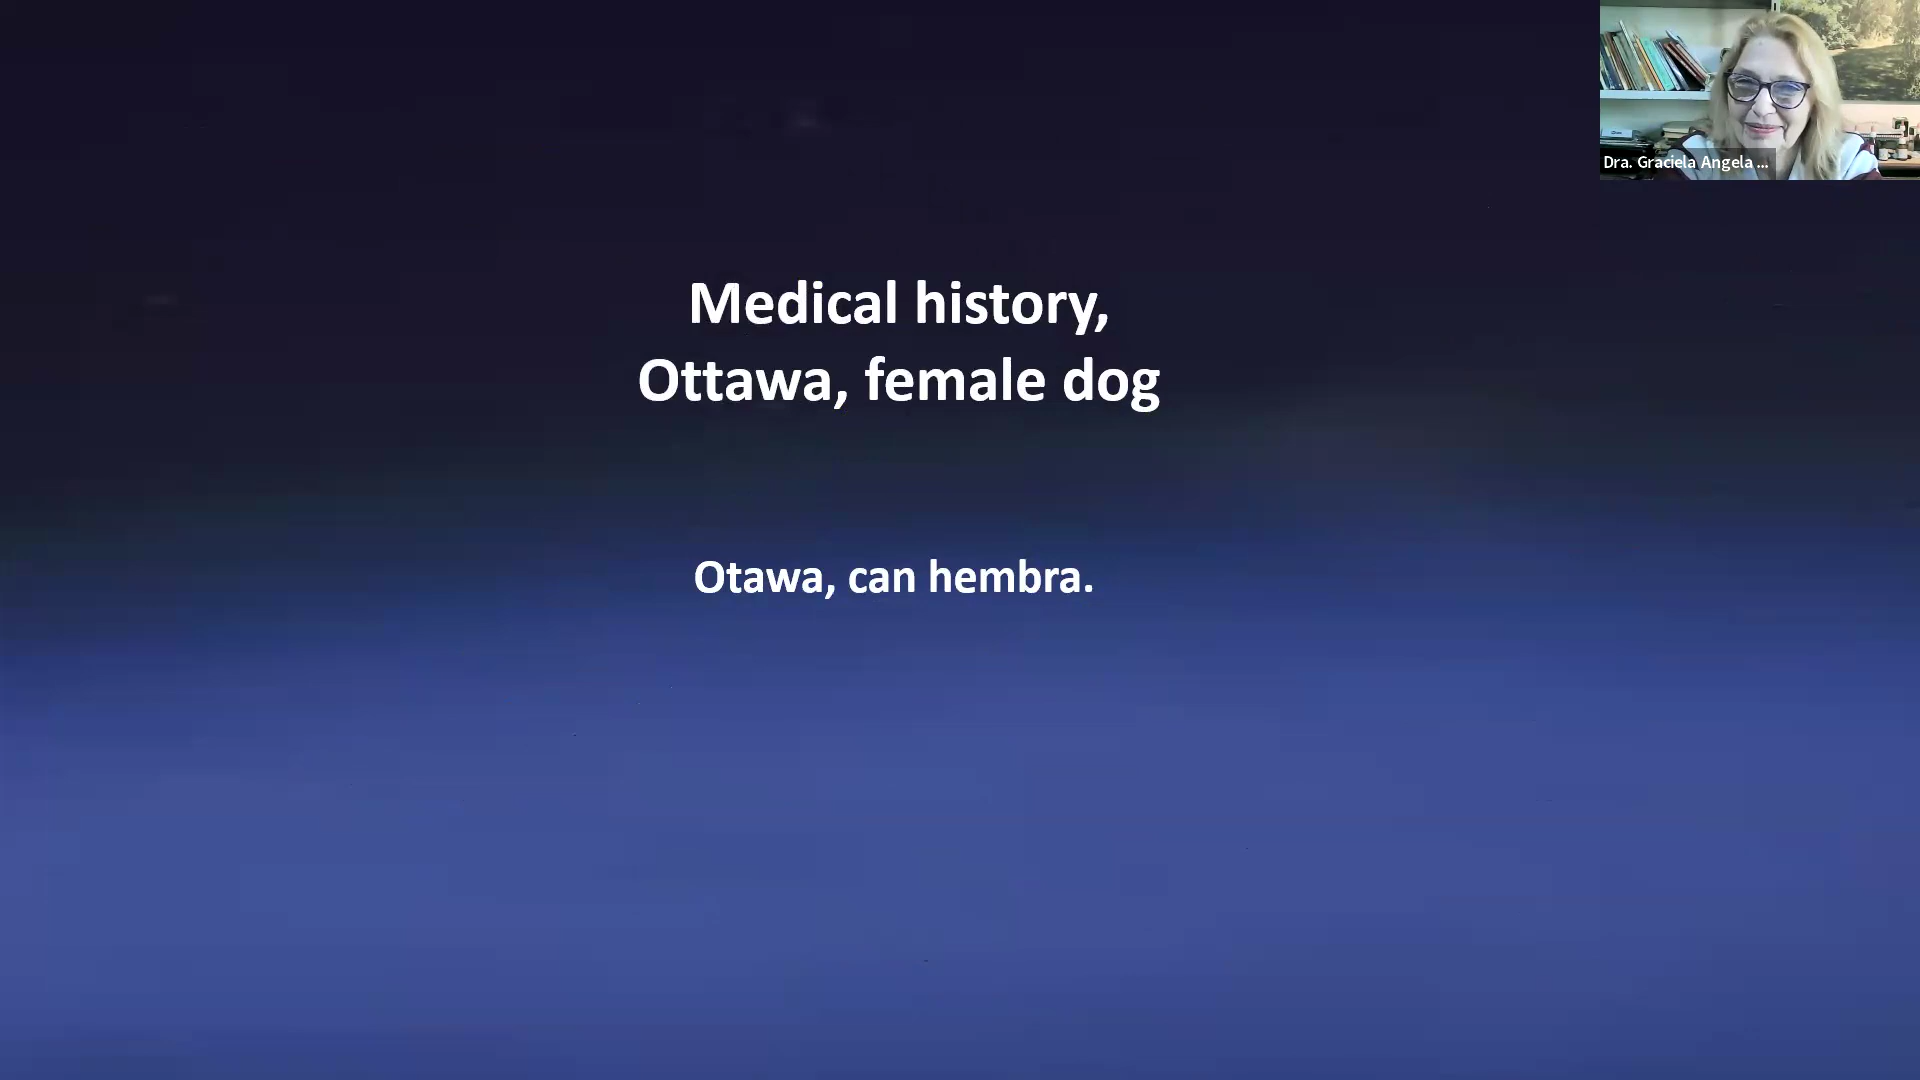 Medical history,
Ottawa, female dog
Otawa, can hembra.
Dra. Graciela Angela ...